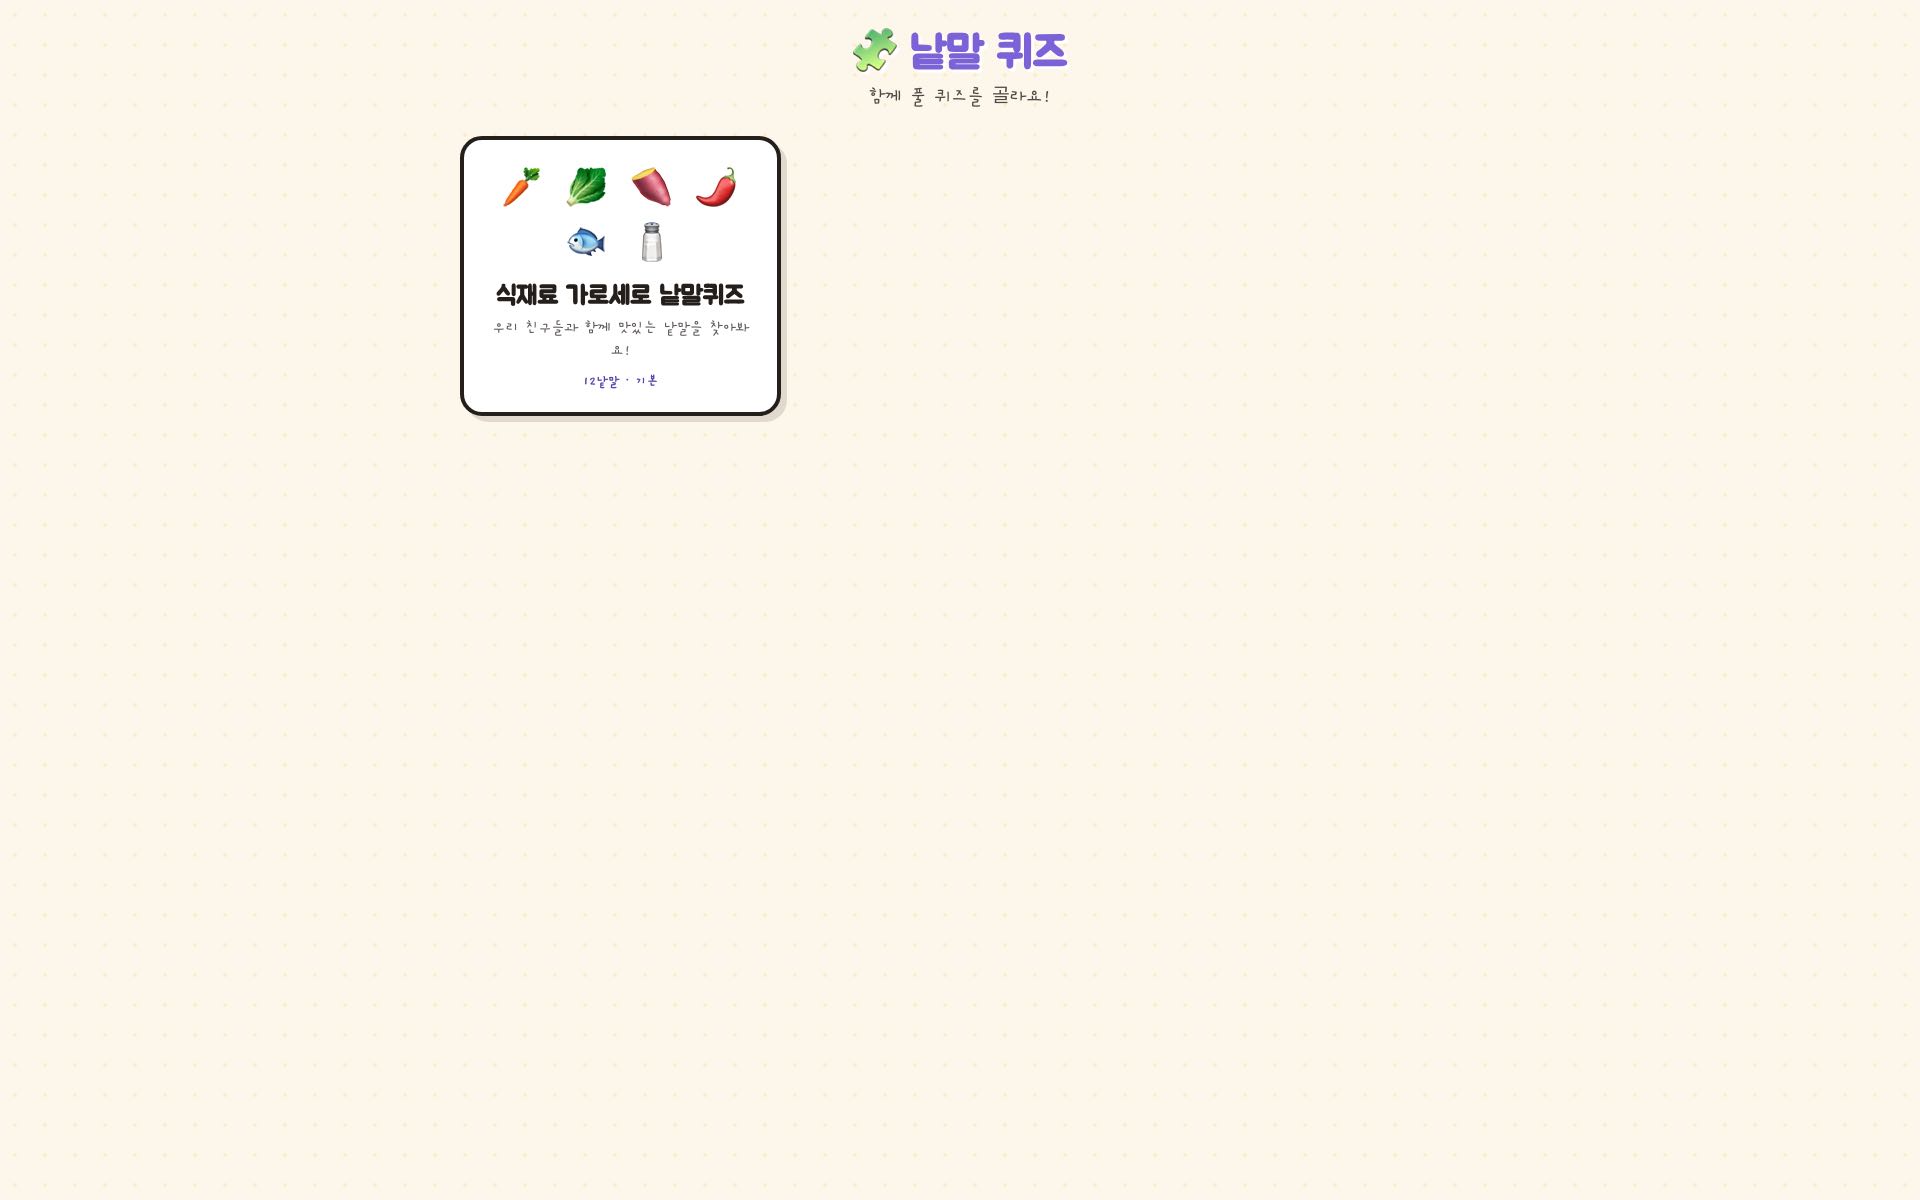 낱말 퀴즈
함께 풀 퀴즈를 골라요!
식재료 가로세로 낱말퀴즈
우리 친구들과 함께 맛있는 낱말을 찾아봐
요!
12낱말 · 기본